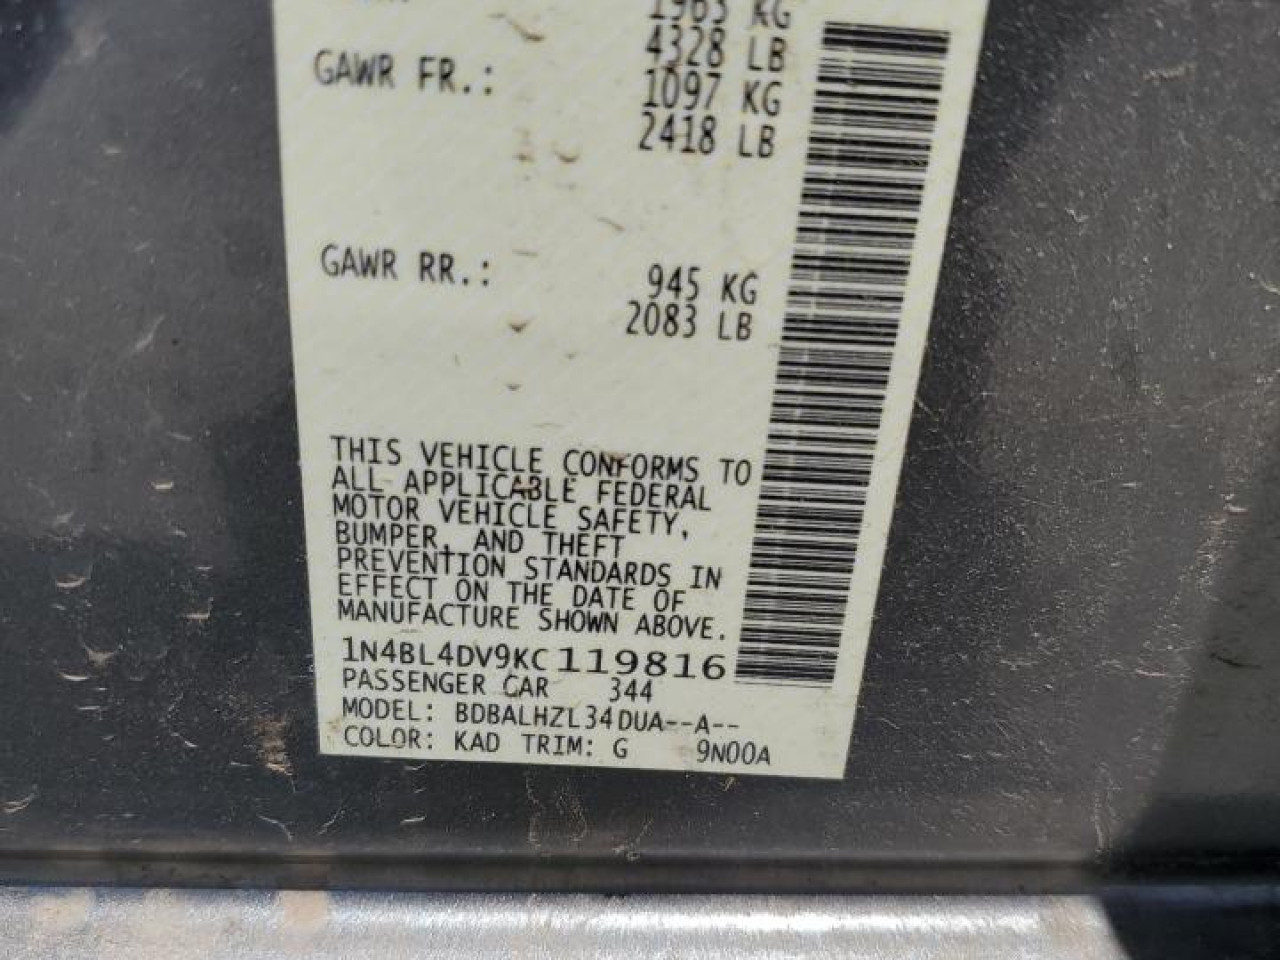 1963 KG
4328 LB
GAWR FR.: 1097 KG
2418 LB
GAWR RR.: 945 KG
2083 LB
THIS VEHICLE CONFORMS TO
ALL APPLICABLE FEDERAL
MOTOR VEHICLE SAFETY,
BUMPER, AND THEFT
PREVENTION STANDARDS IN
EFFECT ON THE DATE OF
MANUFACTURE SHOWN ABOVE.
1N4BL4DV9KC119816
PASSENGER CAR 344
MODEL: BDBALHZL34DUA--A--
COLOR: KAD TRIM: G 9N00A